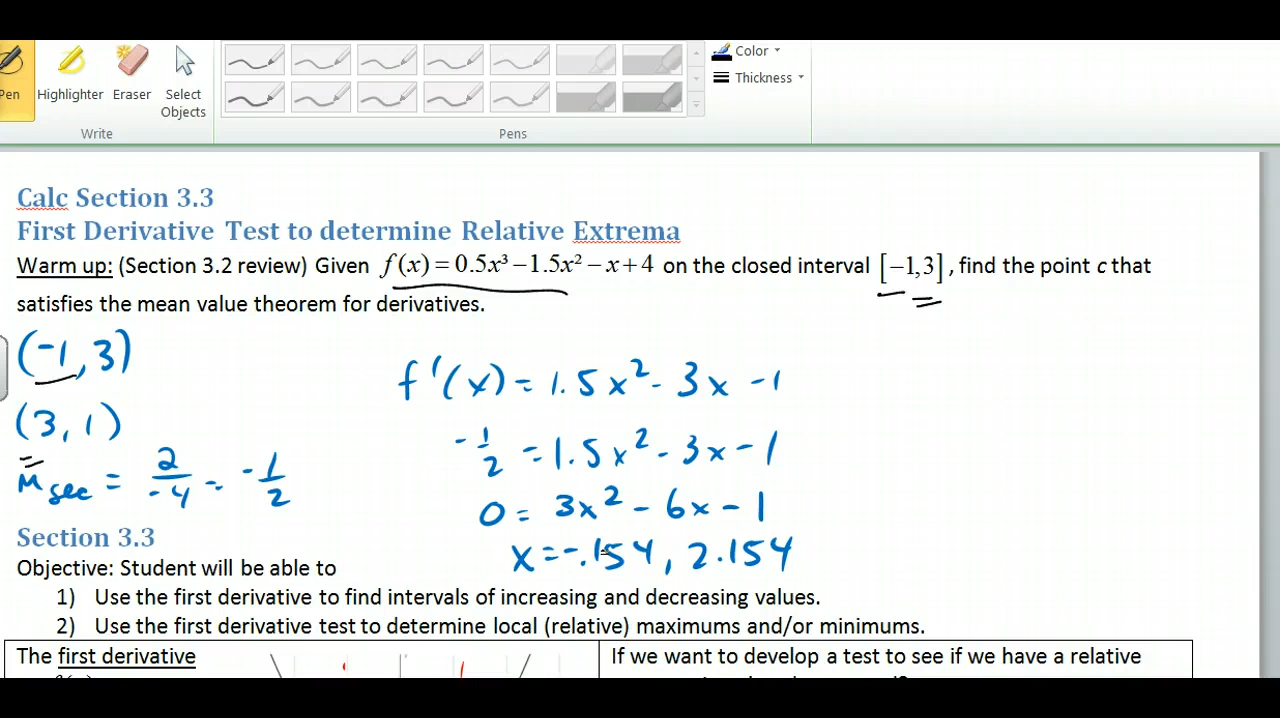 Pen Highlighter Eraser Select Objects
Color
Thickness
Write Pens
Calc Section 3.3
First Derivative Test to determine Relative Extrema
Warm up: (Section 3.2 review) Given f(x) = 0.5x³ −1.5x² − x + 4 on the closed interval [−1,3], find the point c that
satisfies the mean value theorem for derivatives.
(-1, 3)
f'(x) = 1.5x² - 3x -1
(3, 1)
-1/2 = 1.5x² - 3x - 1
m sec = 2/-4 = -1/2
0 = 3x² - 6x - 1
x = -.154, 2.154
Section 3.3
Objective: Student will be able to
1) Use the first derivative to find intervals of increasing and decreasing values.
2) Use the first derivative test to determine local (relative) maximums and/or minimums.
The first derivative
If we want to develop a test to see if we have a relative